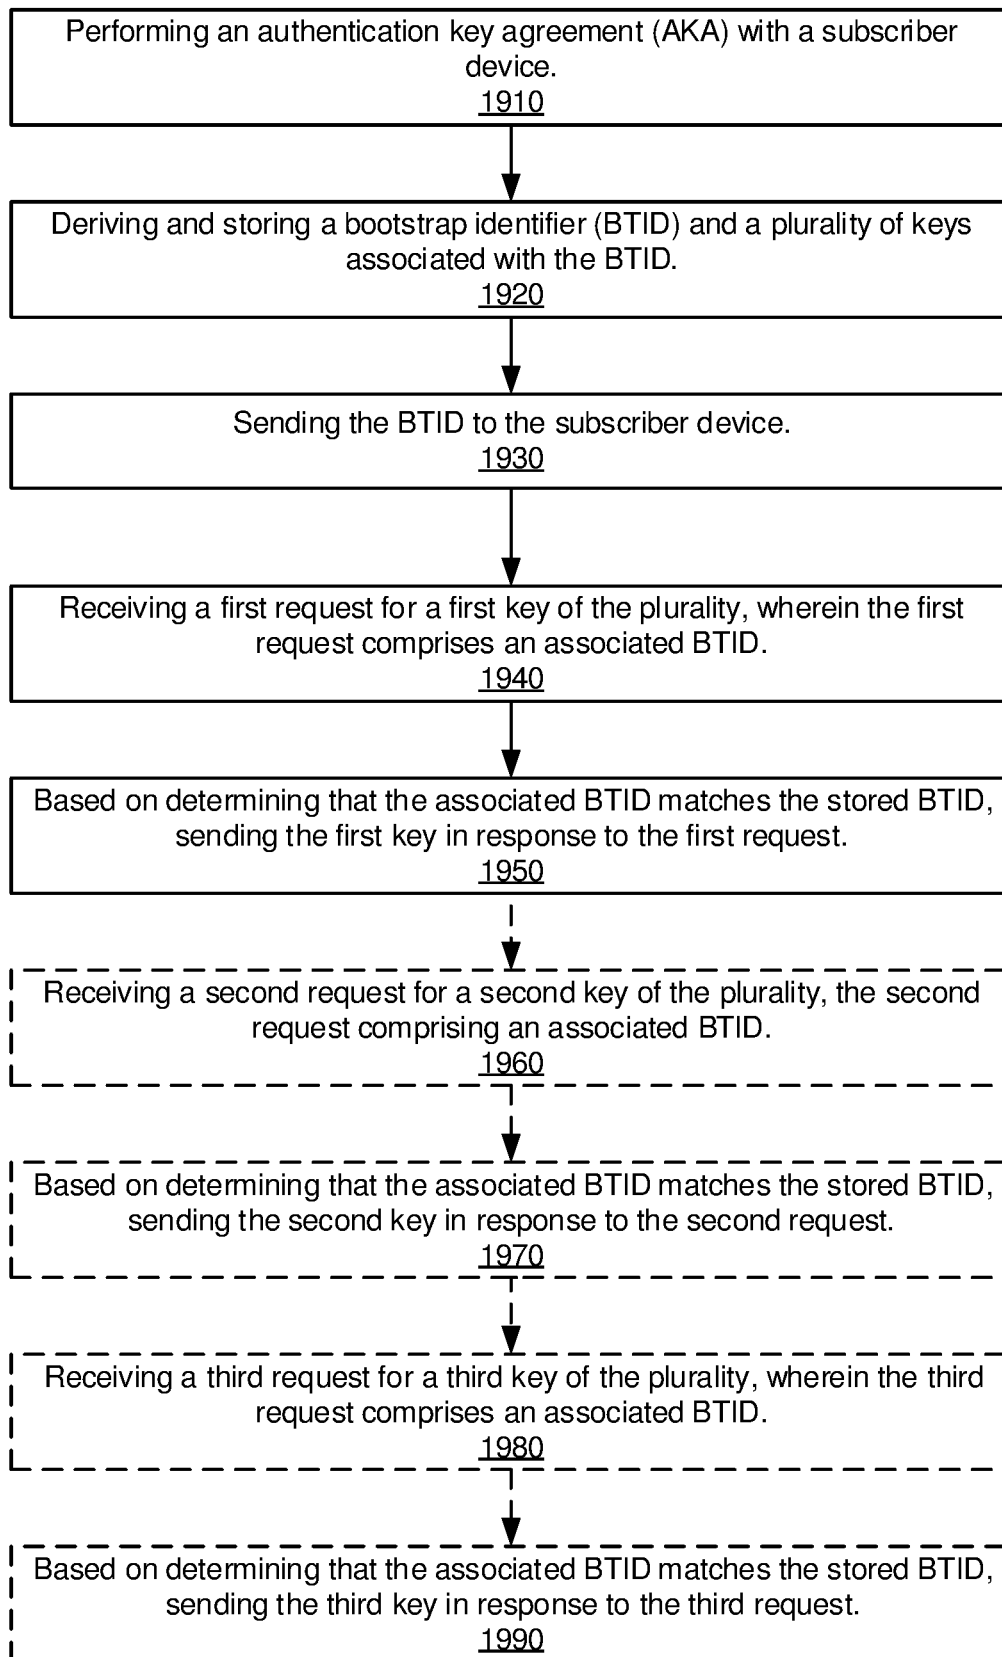 Performing an authentication key agreement (AKA) with a subscriber
device.
1910
Deriving and storing a bootstrap identifier (BTID) and a plurality of keys
associated with the BTID.
1920
Sending the BTID to the subscriber device.
1930
Receiving a first request for a first key of the plurality, wherein the first
request comprises an associated BTID.
1940
Based on determining that the associated BTID matches the stored BTID,
sending the first key in response to the first request.
1950
Receiving a second request for a second key of the plurality, the second
request comprising an associated BTID.
1960
Based on determining that the associated BTID matches the stored BTID,
sending the second key in response to the second request.
1970
Receiving a third request for a third key of the plurality, wherein the third
request comprises an associated BTID.
1980
Based on determining that the associated BTID matches the stored BTID,
sending the third key in response to the third request.
1990